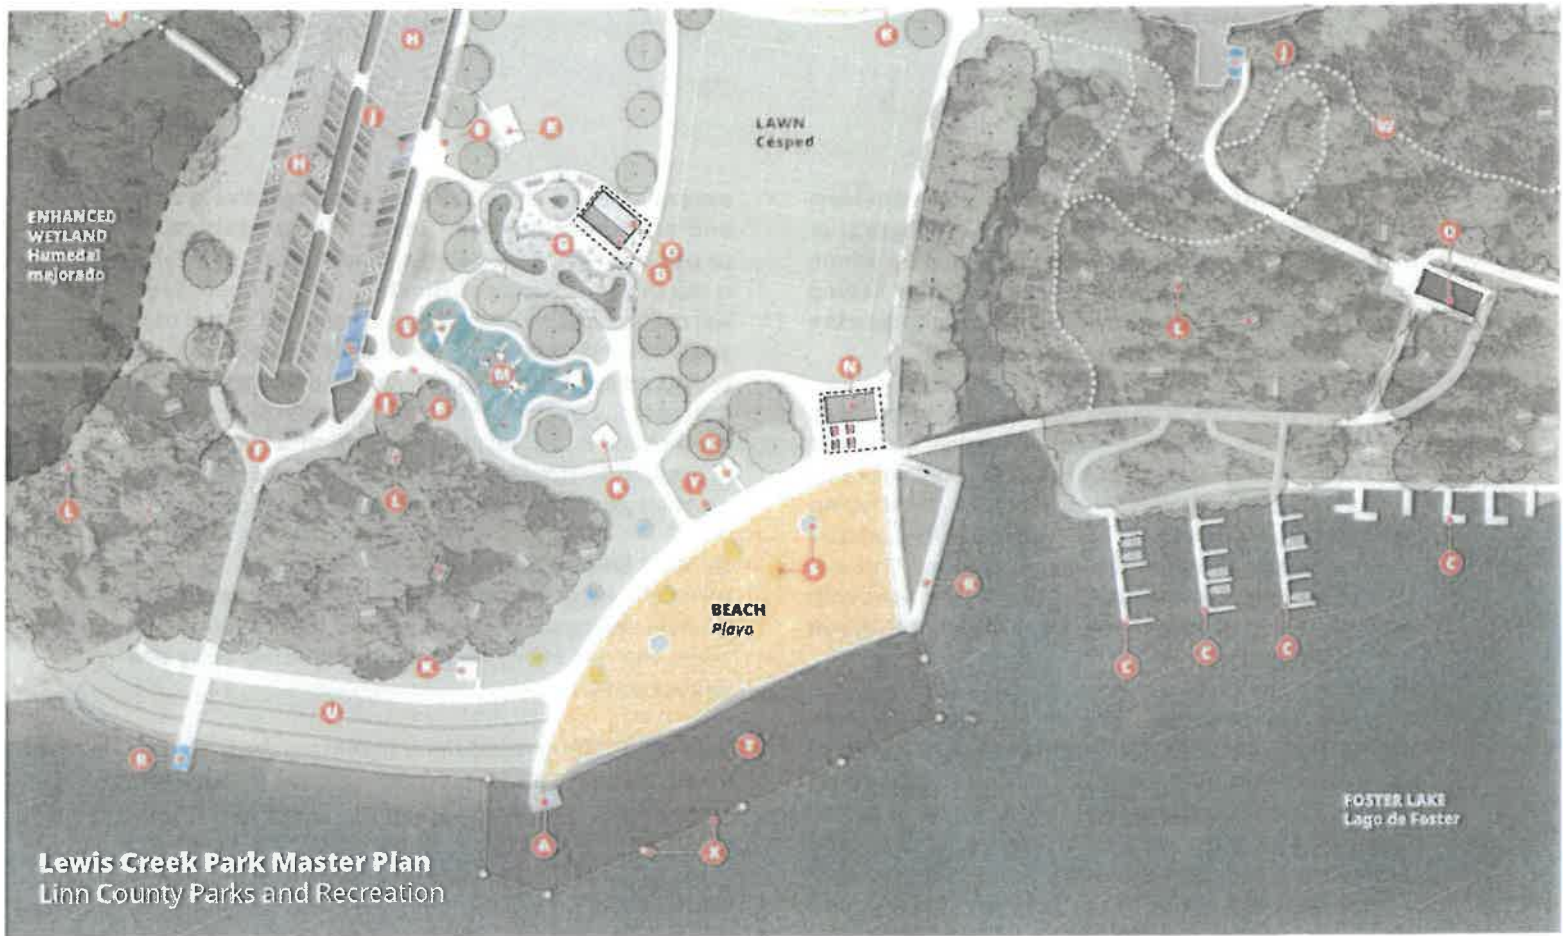 H
K
J
J
W
LAWN
Césped
E
H
ENHANCED
WETLAND
Humedal
mejorado
G
O
L
M
N
F
L
L
K
Y
C
BEACH
Playa
S
K
C
C
C
U
T
A
X
FOSTER LAKE
Lago de Foster
Lewis Creek Park Master Plan
Linn County Parks and Recreation